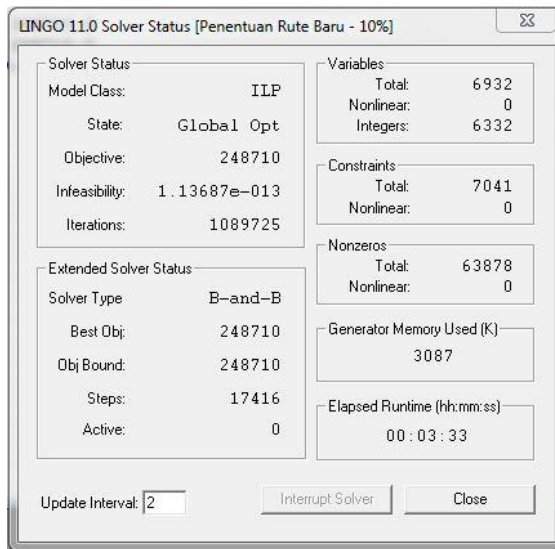 LINGO 11.0 Solver Status [Penentuan Rute Baru - 10%]
Solver Status
Model Class: ILP
State: Global Opt
Objective: 248710
Infeasibility: 1.13687e-013
Iterations: 1089725
Extended Solver Status
Solver Type B-and-B
Best Obj: 248710
Obj Bound: 248710
Steps: 17416
Active: 0
Variables
Total: 6932
Nonlinear: 0
Integers: 6332
Constraints
Total: 7041
Nonlinear: 0
Nonzeros
Total: 63878
Nonlinear: 0
Generator Memory Used (K)
3087
Elapsed Runtime (hh:mm:ss)
00:03:33
Update Interval: 2
Interrupt Solver
Close